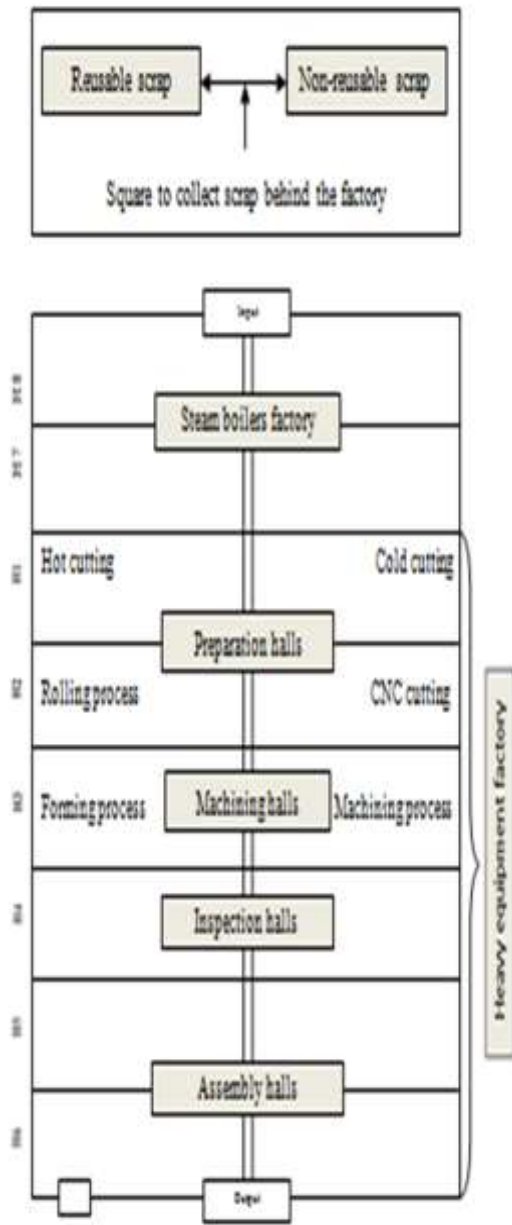 Reusable scrap
Non-reusable scrap
Square to collect scrap behind the factory
Input
Steam boilers factory
Hot cutting
Cold cutting
Preparation halls
Rolling process
CNC cutting
Forming process
Machining halls
Machining process
Inspection halls
Assembly halls
Output
Heavy equipment factory